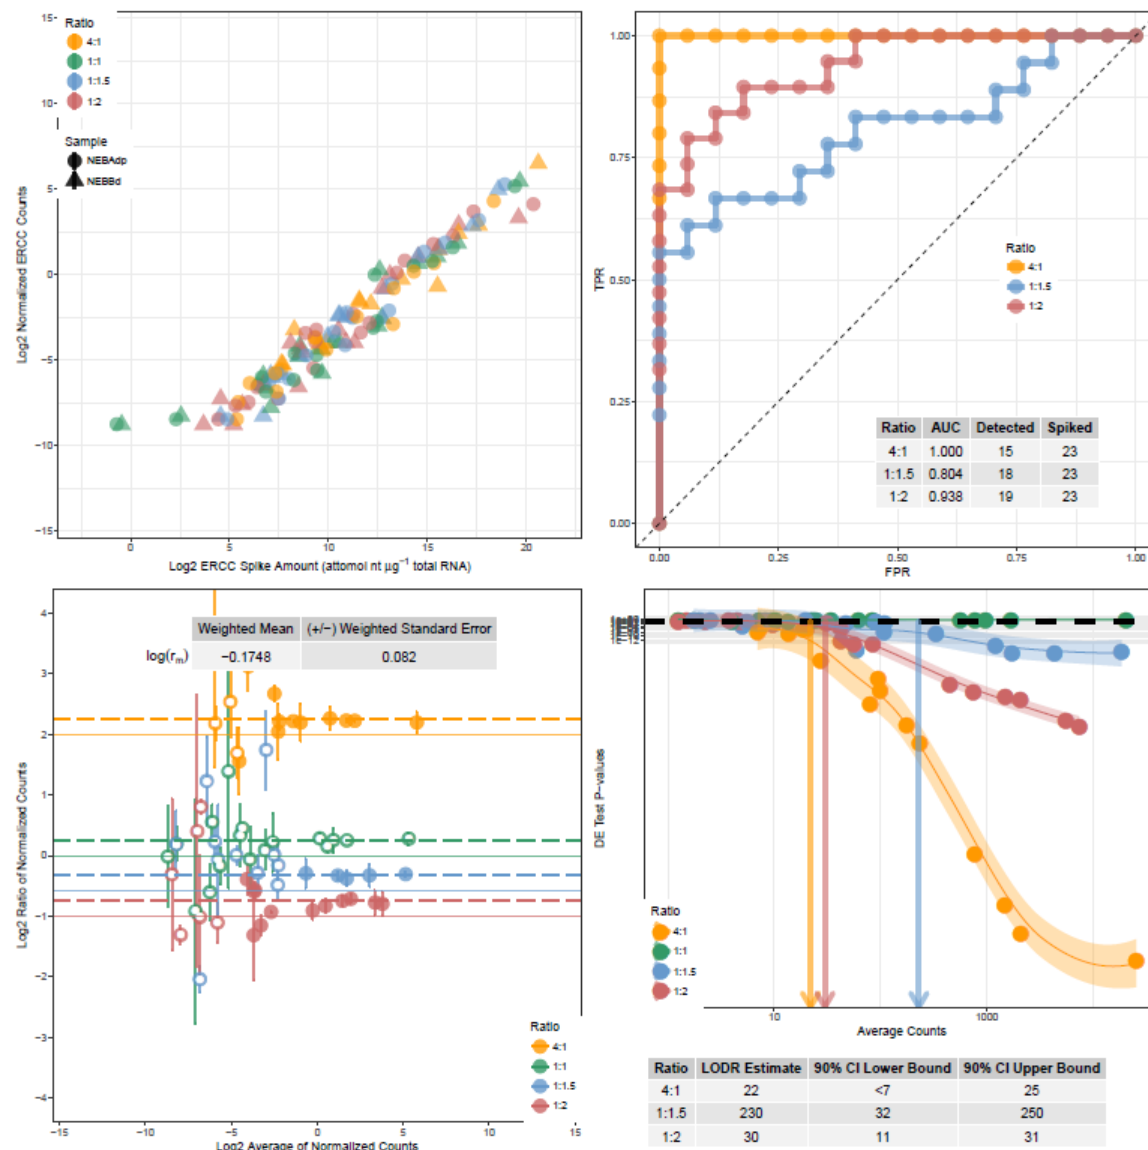 Ratio
4:1
1:1
1:1.5
1:2
Sample
NEBAdp
NEBBd
Log2 Normalized ERCC Counts
15
10
5
0
−5
−10
−15
0 5 10 15 20
Log2 ERCC Spike Amount (attomol nt µg⁻¹ total RNA)
TPR
1.00
0.75
0.50
0.25
0.00
Ratio
4:1
1:1.5
1:2
Ratio AUC Detected Spiked
4:1 1.000 15 23
1:1.5 0.804 18 23
1:2 0.938 19 23
0.00 0.25 0.50 0.75 1.00
FPR
Weighted Mean (+/−) Weighted Standard Error
log(rₘ) −0.1748 0.082
Log2 Ratio of Normalized Counts
4
3
2
1
0
−1
−2
−3
−4
Ratio
4:1
1:1
1:1.5
1:2
−15 −10 −5 0 5 10 15
Log2 Average of Normalized Counts
1E−12
DE Test P-values
Ratio
4:1
1:1
1:1.5
1:2
10 1000
Average Counts
Ratio LODR Estimate 90% CI Lower Bound 90% CI Upper Bound
4:1 22 <7 25
1:1.5 230 32 250
1:2 30 11 31